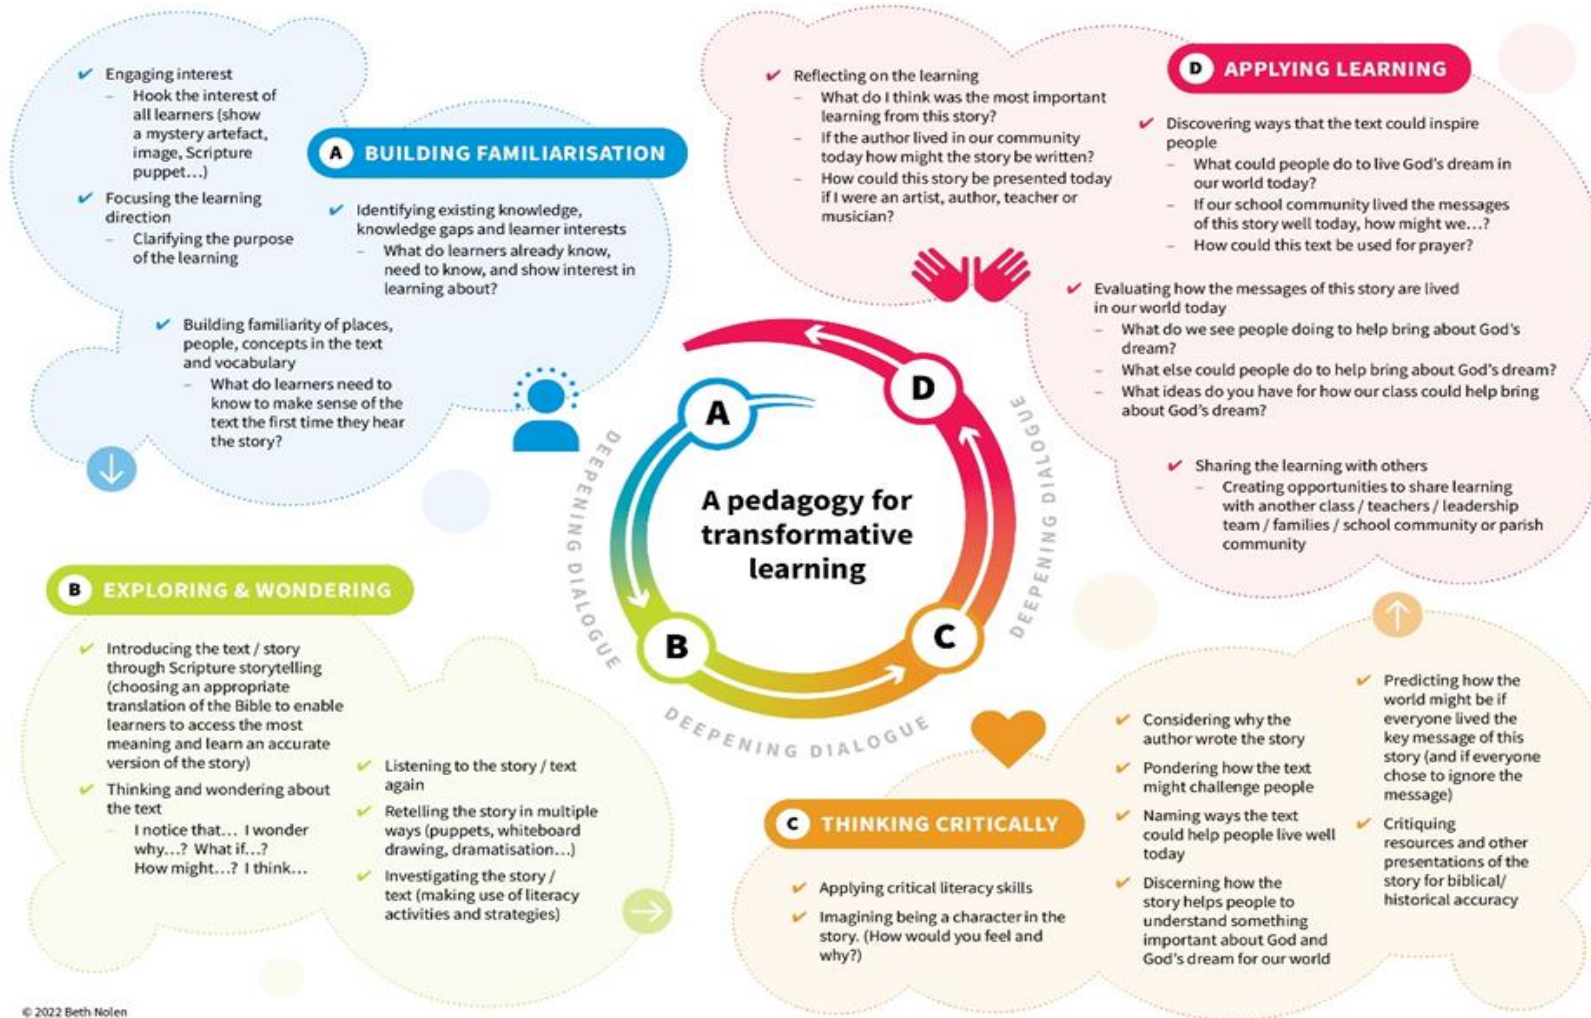 A BUILDING FAMILIARISATION
✔ Engaging interest
– Hook the interest of
all learners (show
a mystery artefact,
image, Scripture
puppet...)
✔ Focusing the learning
direction
– Clarifying the purpose
of the learning
✔ Identifying existing knowledge,
knowledge gaps and learner interests
– What do learners already know,
need to know, and show interest in
learning about?
✔ Building familiarity of places,
people, concepts in the text
and vocabulary
– What do learners need to
know to make sense of the
text the first time they hear
the story?
B EXPLORING & WONDERING
✔ Introducing the text / story
through Scripture storytelling
(choosing an appropriate
translation of the Bible to enable
learners to access the most
meaning and learn an accurate
version of the story)
✔ Thinking and wondering about
the text
– I notice that... I wonder
why...? What if...?
How might...? I think...
✔ Listening to the story / text
again
✔ Retelling the story in multiple
ways (puppets, whiteboard
drawing, dramatisation...)
✔ Investigating the story /
text (making use of literacy
activities and strategies)
C THINKING CRITICALLY
✔ Applying critical literacy skills
✔ Imagining being a character in the
story. (How would you feel and
why?)
✔ Considering why the
author wrote the story
✔ Pondering how the text
might challenge people
✔ Naming ways the text
could help people live well
today
✔ Discerning how the
story helps people to
understand something
important about God and
God's dream for our world
✔ Predicting how the
world might be if
everyone lived the
key message of this
story (and if everyone
chose to ignore the
message)
✔ Critiquing
resources and other
presentations of the
story for biblical/
historical accuracy
D APPLYING LEARNING
✔ Reflecting on the learning
– What do I think was the most important
learning from this story?
– If the author lived in our community
today how might the story be written?
– How could this story be presented today
if I were an artist, author, teacher or
musician?
✔ Discovering ways that the text could inspire
people
– What could people do to live God's dream in
our world today?
– If our school community lived the messages
of this story well today, how might we...?
– How could this text be used for prayer?
✔ Evaluating how the messages of this story are lived
in our world today
– What do we see people doing to help bring about God's
dream?
– What else could people do to help bring about God's dream?
– What ideas do you have for how our class could help bring
about God's dream?
✔ Sharing the learning with others
– Creating opportunities to share learning
with another class / teachers / leadership
team / families / school community or parish
community
A
B
C
D
A pedagogy for
transformative
learning
DEEPENING DIALOGUE
DEEPENING DIALOGUE
DEEPENING DIALOGUE
© 2022 Beth Nolen